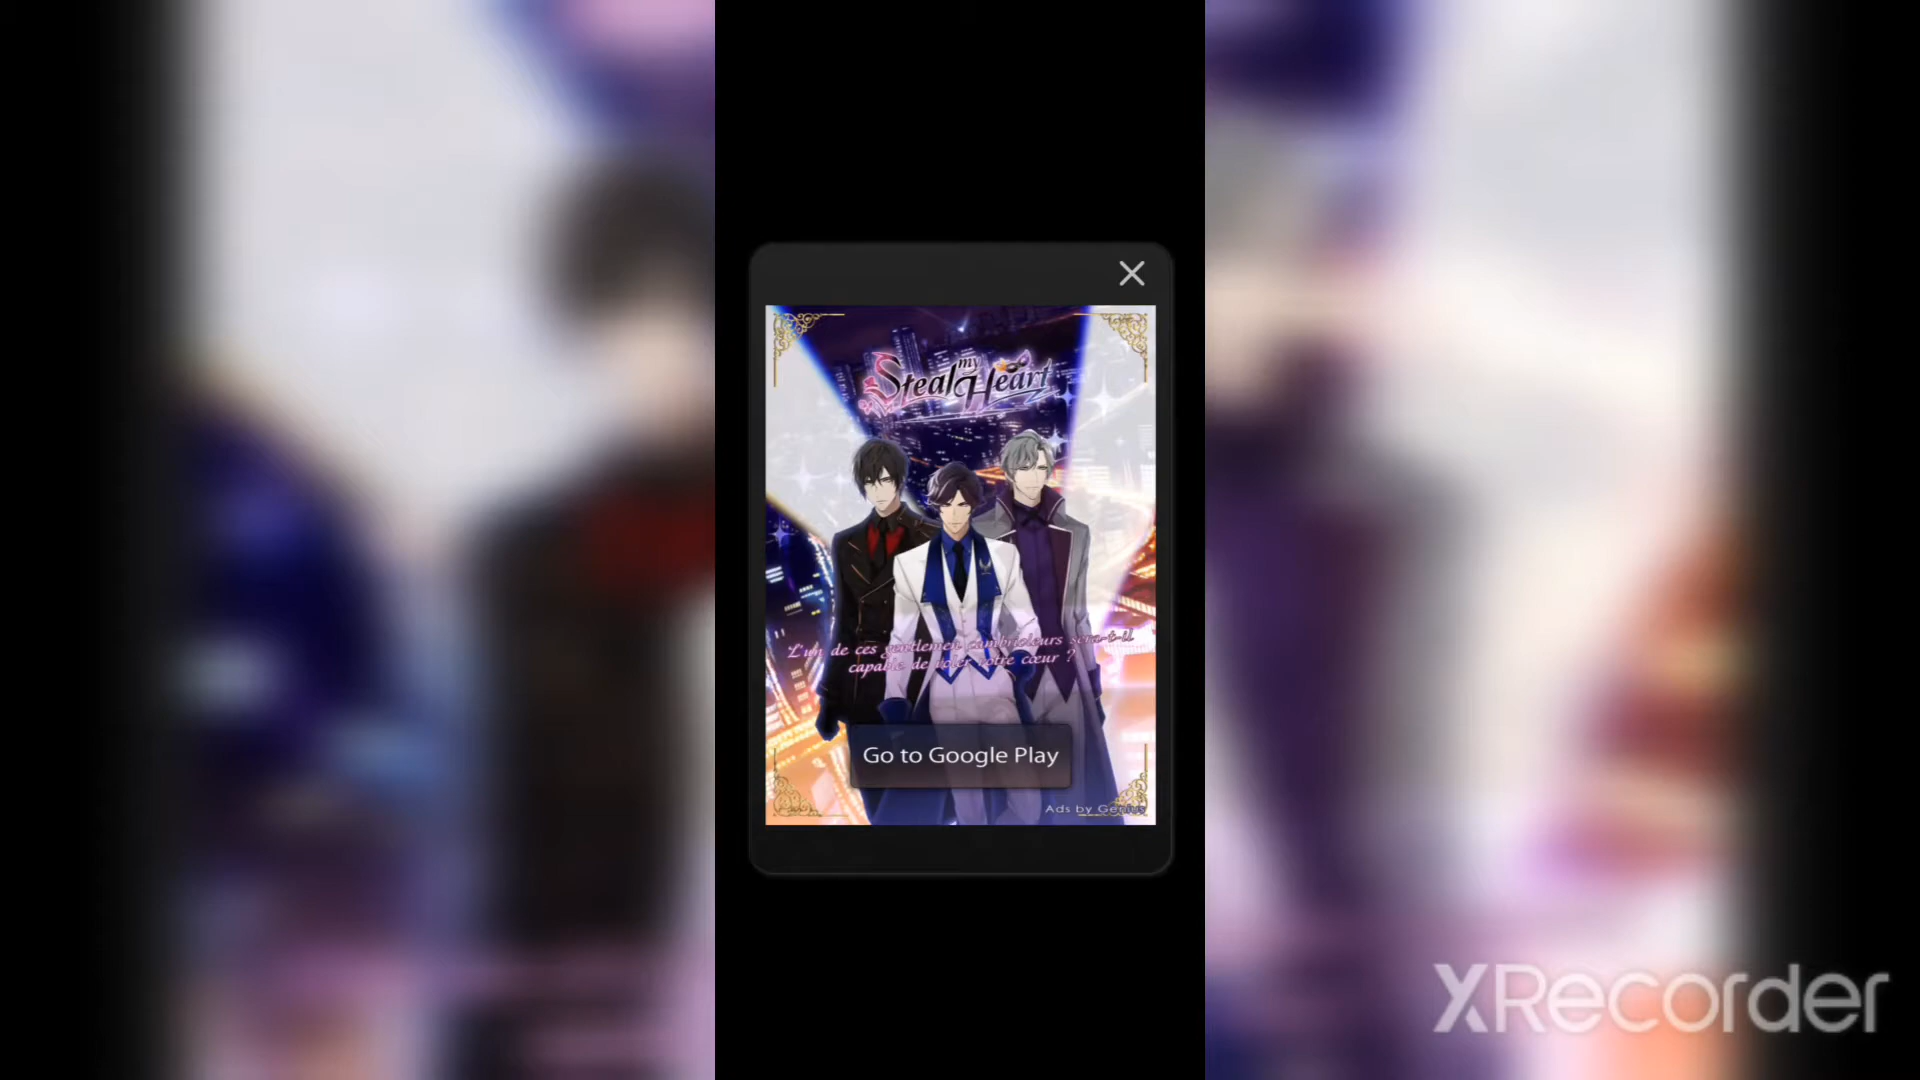 Steal my Heart
L'un de ces gentlemen cambrioleurs sera-t-il
capable de voler votre cœur ?
Go to Google Play
Ads by Genius
XRecorder